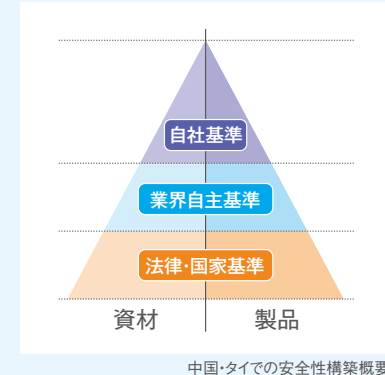 自社基準
業界自主基準
法律・国家基準
資材 製品
中国・タイでの安全性構築概要